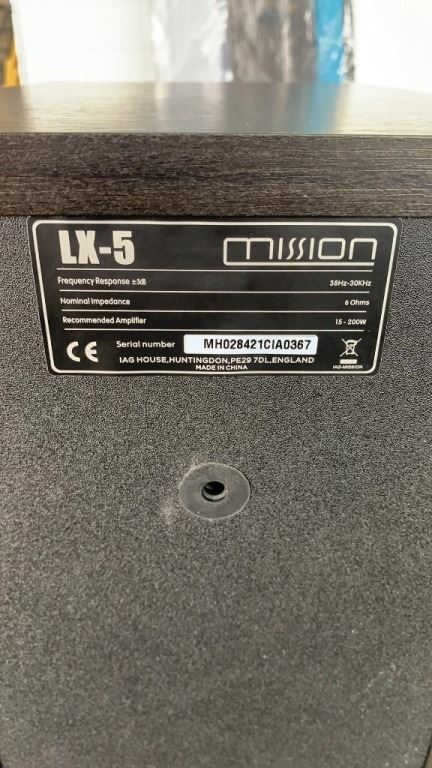 LX-5 mission
Frequency Response ±3dB 38Hz-30KHz
Nominal Impedance 6 Ohms
Recommended Amplifier 15 - 200W
CE Serial number MH028421CIA0367
IAG HOUSE,HUNTINGDON,PE29 7DL,ENGLAND
MADE IN CHINA IAG-MISSION